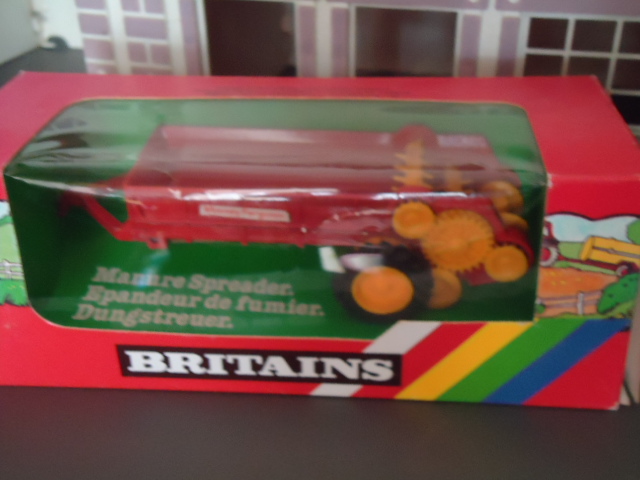 Manure Spreader.
Epandeur de fumier.
Dungstreuer.
BRITAINS